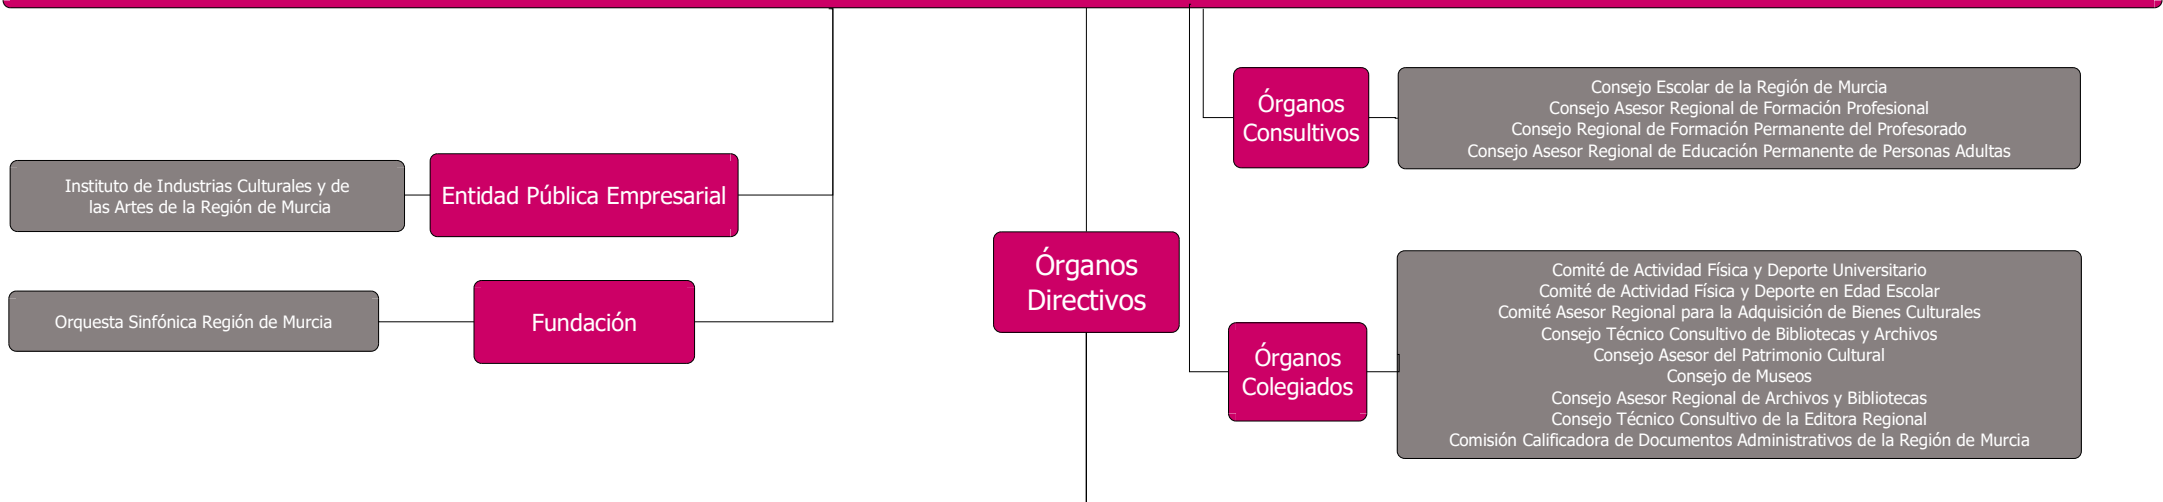 Órganos
Consultivos
Consejo Escolar de la Región de Murcia
Consejo Asesor Regional de Formación Profesional
Consejo Regional de Formación Permanente del Profesorado
Consejo Asesor Regional de Educación Permanente de Personas Adultas
Instituto de Industrias Culturales y de
las Artes de la Región de Murcia
Entidad Pública Empresarial
Órganos
Directivos
Orquesta Sinfónica Región de Murcia
Fundación
Órganos
Colegiados
Comité de Actividad Física y Deporte Universitario
Comité de Actividad Física y Deporte en Edad Escolar
Comité Asesor Regional para la Adquisición de Bienes Culturales
Consejo Técnico Consultivo de Bibliotecas y Archivos
Consejo Asesor del Patrimonio Cultural
Consejo de Museos
Consejo Asesor Regional de Archivos y Bibliotecas
Consejo Técnico Consultivo de la Editora Regional
Comisión Calificadora de Documentos Administrativos de la Región de Murcia